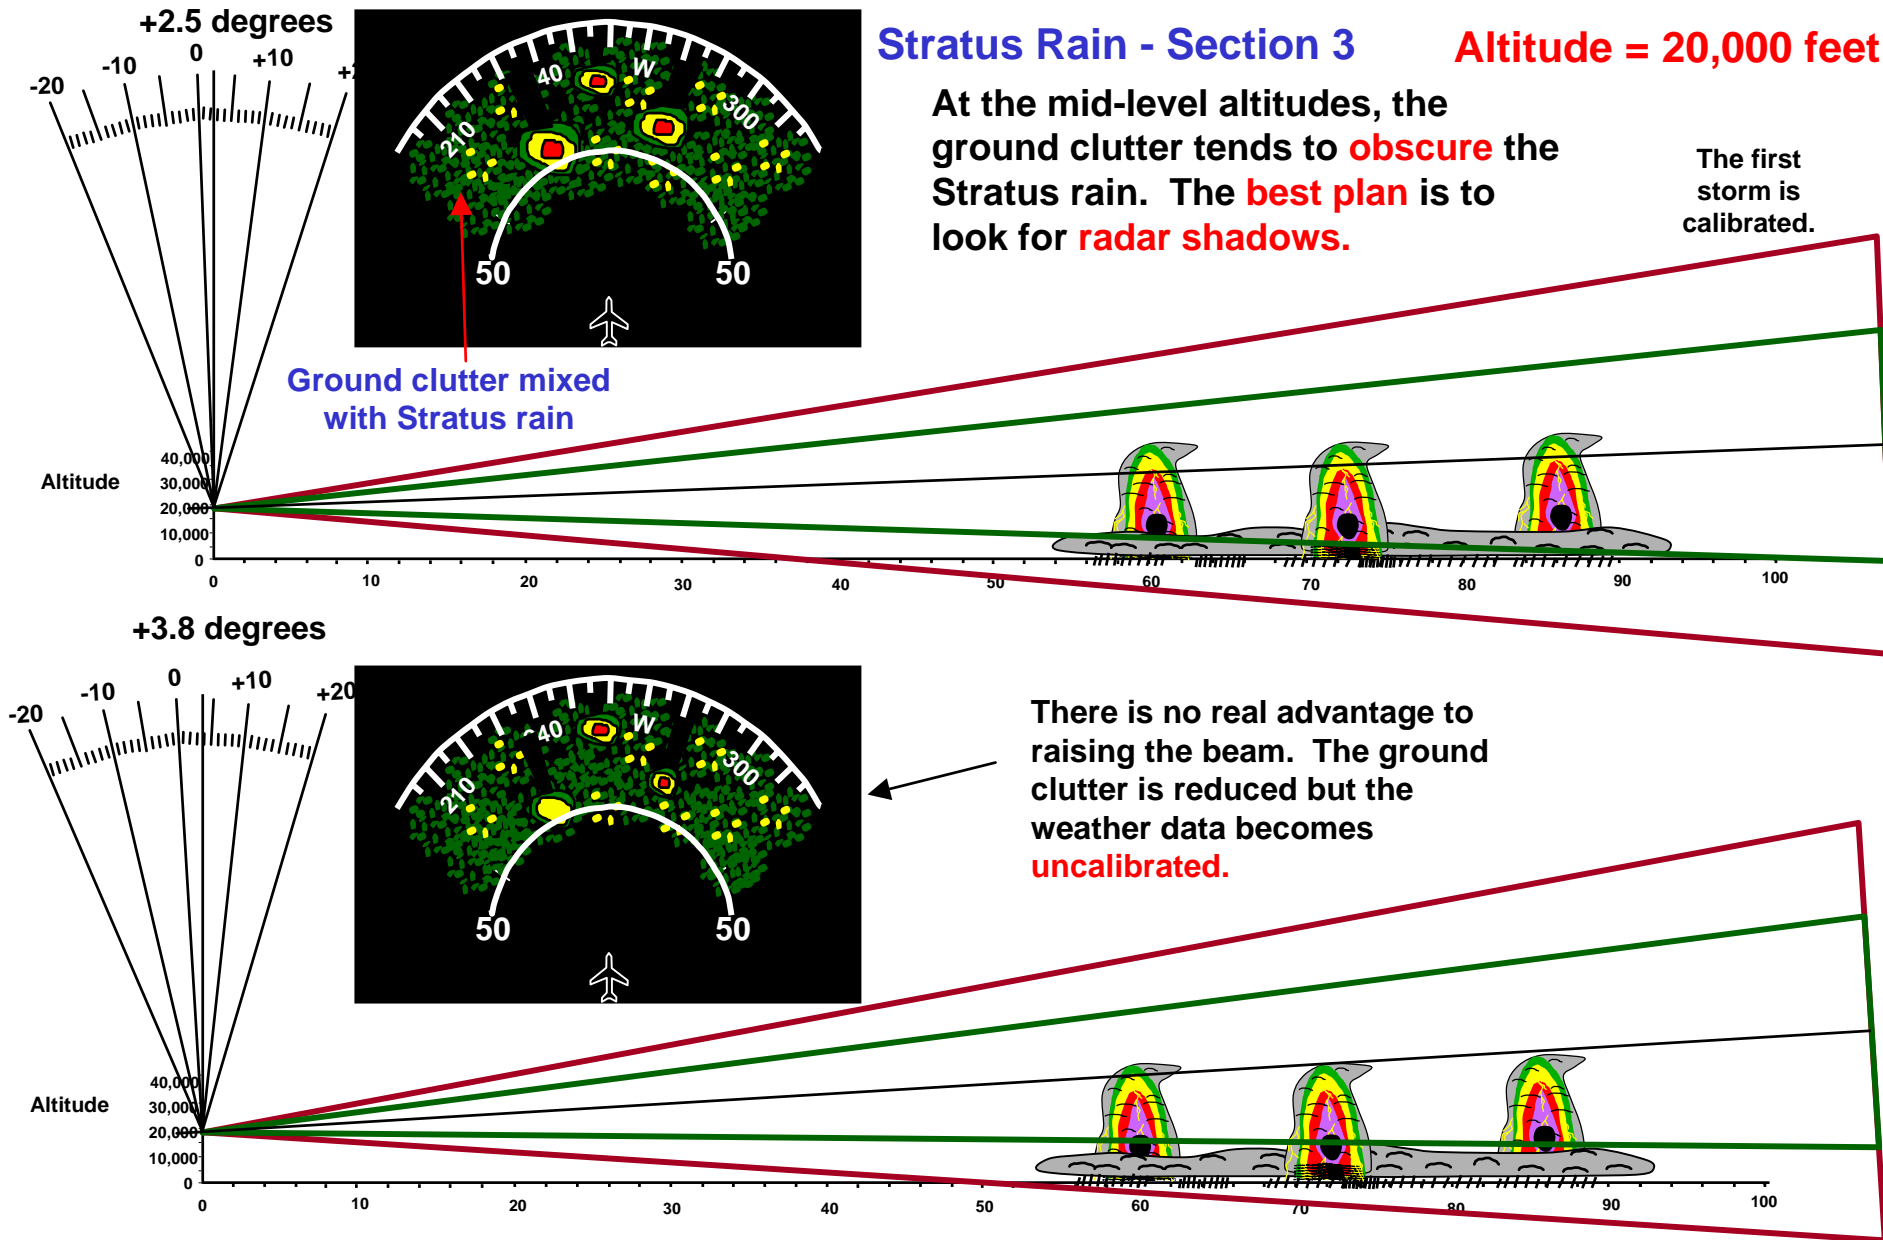 +2.5 degrees
-20
-10
0
+10
210
40
W
300
50
50
Stratus Rain - Section 3
Altitude = 20,000 feet
At the mid-level altitudes, the
ground clutter tends to obscure the
Stratus rain. The best plan is to
look for radar shadows.
The first
storm is
calibrated.
Ground clutter mixed
with Stratus rain
Altitude
40,000
30,000
20,000
10,000
0
0
10
20
30
40
50
60
70
80
90
100
+3.8 degrees
-20
-10
0
+10
+20
210
40
W
300
50
50
There is no real advantage to
raising the beam. The ground
clutter is reduced but the
weather data becomes
uncalibrated.
Altitude
40,000
30,000
20,000
10,000
0
0
10
20
30
40
50
60
70
80
90
100